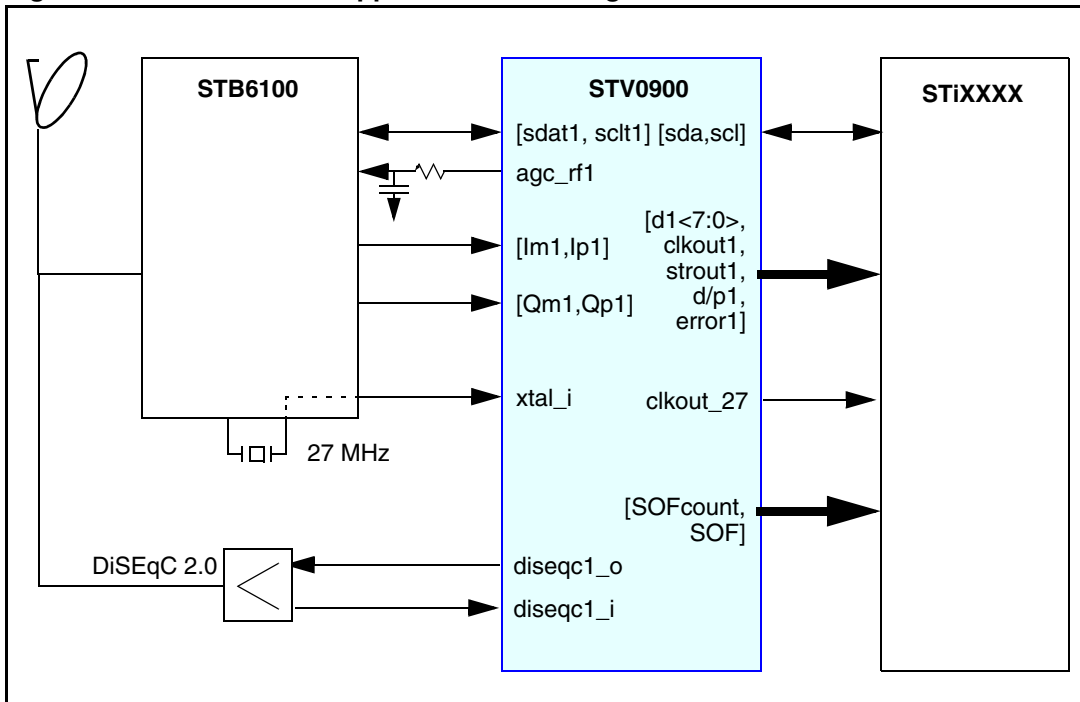 STB6100
STV0900
STiXXXX
[sdat1, sclt1] [sda,scl]
agc_rf1
[d1<7:0>,
clkout1,
strout1,
d/p1,
error1]
[Im1,Ip1]
[Qm1,Qp1]
xtal_i
clkout_27
27 MHz
[SOFcount,
SOF]
DiSEqC 2.0
diseqc1_o
diseqc1_i